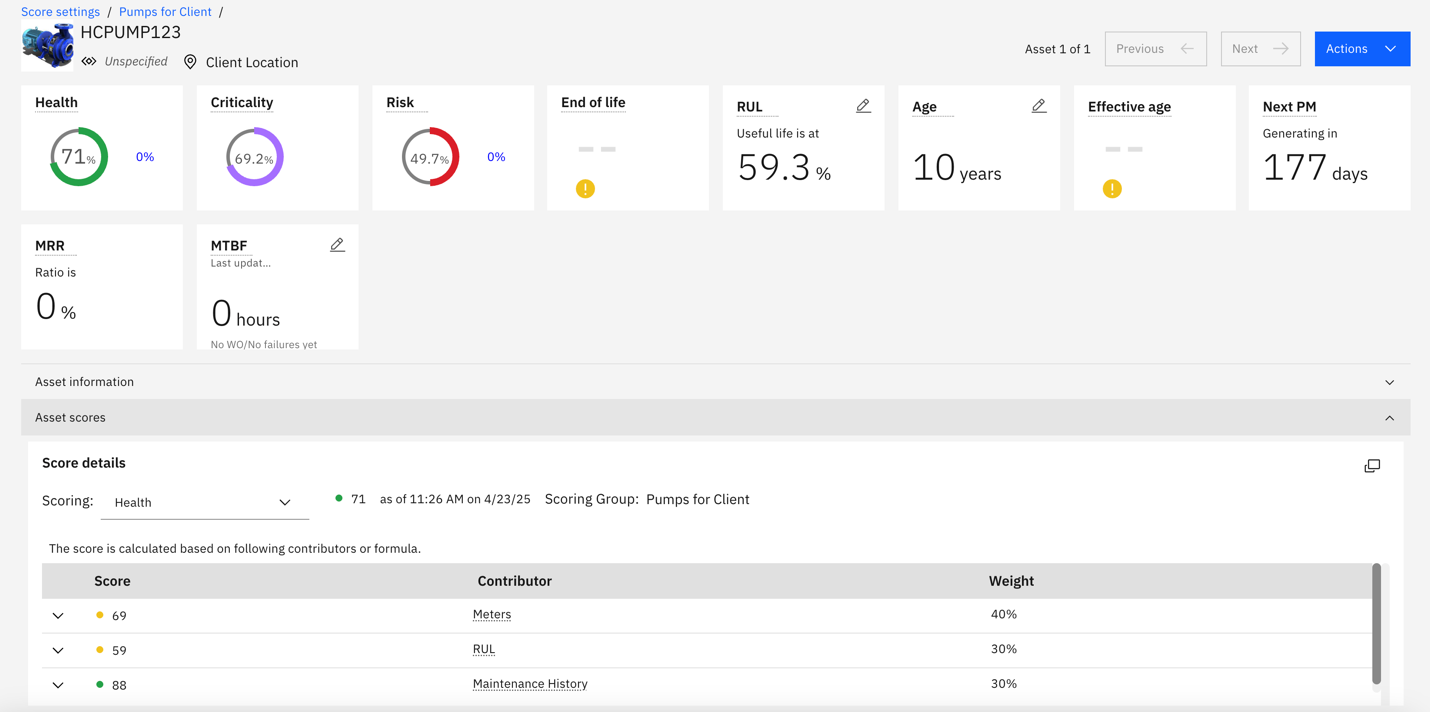 Score settings / Pumps for Client /
HCPUMP123
Unspecified Client Location
Asset 1 of 1 Previous Next Actions
Health
71%
0%
Criticality
69.2%
Risk
49.7%
0%
End of life
-- --
!
RUL
Useful life is at
59.3 %
Age
10 years
Effective age
-- --
!
Next PM
Generating in
177 days
MRR
Ratio is
0 %
MTBF
Last updat...
0 hours
No WO/No failures yet
Asset information
Asset scores
Score details
Scoring: Health 71 as of 11:26 AM on 4/23/25 Scoring Group: Pumps for Client
The score is calculated based on following contributors or formula.
Score Contributor Weight
69 Meters 40%
59 RUL 30%
88 Maintenance History 30%